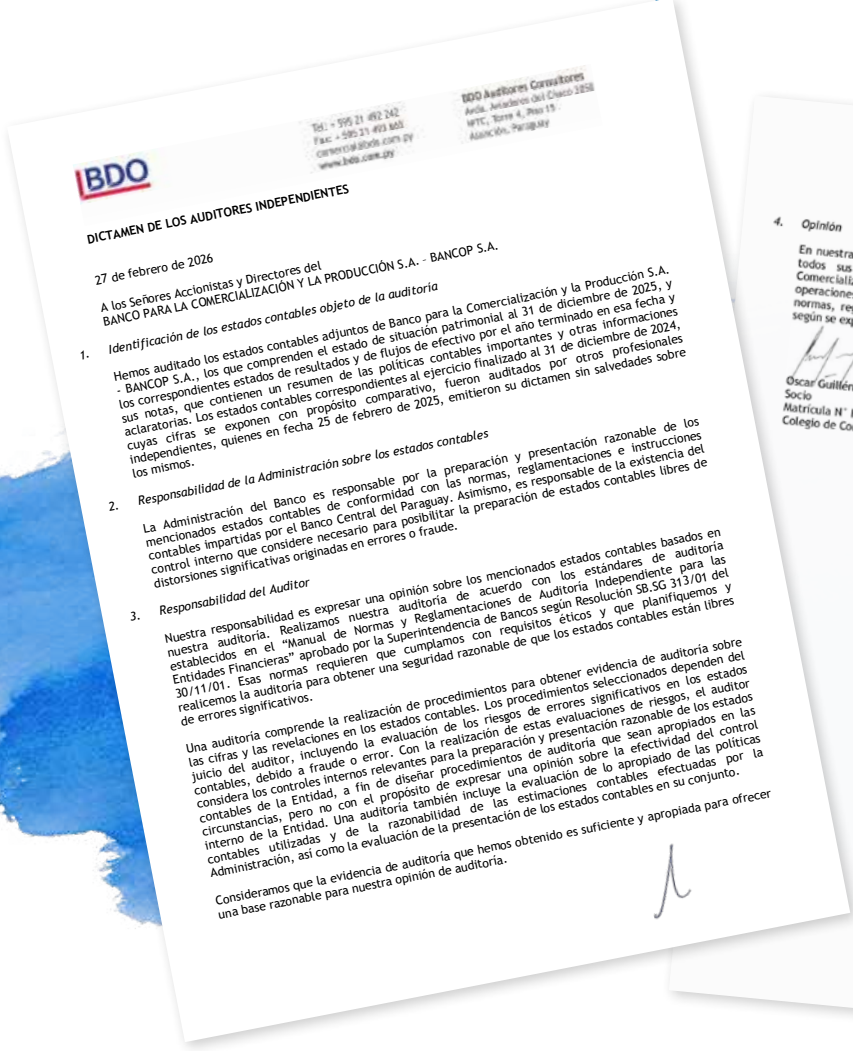 BDO
Tel: + 595 21 492 242
Fax: + 595 21 493 803
comercial@bdo.com.py
www.bdo.com.py
BDO Auditores Consultores
Avda. Aviadores del Chaco 2050
WTC, Torre 4, Piso 15
Asunción, Paraguay
DICTAMEN DE LOS AUDITORES INDEPENDIENTES
27 de febrero de 2026
A los Señores Accionistas y Directores del
BANCO PARA LA COMERCIALIZACIÓN Y LA PRODUCCIÓN S.A. – BANCOP S.A.
1. Identificación de los estados contables objeto de la auditoría
Hemos auditado los estados contables adjuntos de Banco para la Comercialización y la Producción S.A.
- BANCOP S.A., los que comprenden el estado de situación patrimonial al 31 de diciembre de 2025, y
los correspondientes estados de resultados y de flujos de efectivo por el año terminado en esa fecha y
sus notas, que contienen un resumen de las políticas contables importantes y otras informaciones
aclaratorias. Los estados contables correspondientes al ejercicio finalizado al 31 de diciembre de 2024,
cuyas cifras se exponen con propósito comparativo, fueron auditados por otros profesionales
independientes, quienes en fecha 25 de febrero de 2025, emitieron su dictamen sin salvedades sobre
los mismos.
2. Responsabilidad de la Administración sobre los estados contables
La Administración del Banco es responsable por la preparación y presentación razonable de los
mencionados estados contables de conformidad con las normas, reglamentaciones e instrucciones
contables impartidas por el Banco Central del Paraguay. Asimismo, es responsable de la existencia del
control interno que considere necesario para posibilitar la preparación de estados contables libres de
distorsiones significativas originadas en errores o fraude.
3. Responsabilidad del Auditor
Nuestra responsabilidad es expresar una opinión sobre los mencionados estados contables basados en
nuestra auditoría. Realizamos nuestra auditoría de acuerdo con los estándares de auditoría
establecidos en el “Manual de Normas y Reglamentaciones de Auditoría Independiente para las
Entidades Financieras” aprobado por la Superintendencia de Bancos según Resolución SB.SG 313/01 del
30/11/01. Esas normas requieren que cumplamos con requisitos éticos y que planifiquemos y
realicemos la auditoría para obtener una seguridad razonable de que los estados contables están libres
de errores significativos.
Una auditoría comprende la realización de procedimientos para obtener evidencia de auditoría sobre
las cifras y las revelaciones en los estados contables. Los procedimientos seleccionados dependen del
juicio del auditor, incluyendo la evaluación de los riesgos de errores significativos en los estados
contables, debido a fraude o error. Con la realización de estas evaluaciones de riesgos, el auditor
considera los controles internos relevantes para la preparación y presentación razonable de los estados
contables de la Entidad, a fin de diseñar procedimientos de auditoría que sean apropiados en las
circunstancias, pero no con el propósito de expresar una opinión sobre la efectividad del control
interno de la Entidad. Una auditoría también incluye la evaluación de lo apropiado de las políticas
contables utilizadas y de la razonabilidad de las estimaciones contables efectuadas por la
Administración, así como la evaluación de la presentación de los estados contables en su conjunto.
Consideramos que la evidencia de auditoría que hemos obtenido es suficiente y apropiada para ofrecer
una base razonable para nuestra opinión de auditoría.
4. Opinión
En nuestra
todos sus
Comerciali
operacione
normas, re
según se ex
Oscar Guillén
Socio
Matrícula N°
Colegio de Co